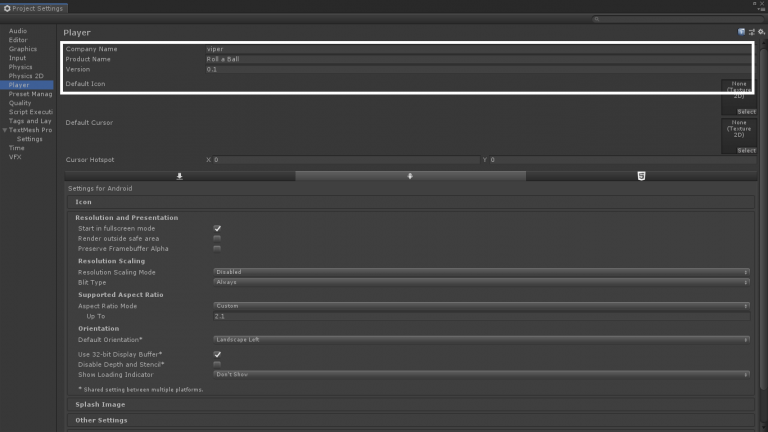 Project Settings
Audio
Editor
Graphics
Input
Physics
Physics 2D
Player
Preset Manag
Quality
Script Executi
Tags and Lay
TextMesh Pro
Settings
Time
VFX
Player
Company Name viper
Product Name Roll a Ball
Version 0.1
Default Icon
None
(Texture
2D)
Select
Default Cursor
None
(Texture
2D)
Select
Cursor Hotspot X 0 Y 0
Settings for Android
Icon
Resolution and Presentation
Start in fullscreen mode
Render outside safe area
Preserve Framebuffer Alpha
Resolution Scaling
Resolution Scaling Mode Disabled
Blit Type Always
Supported Aspect Ratio
Aspect Ratio Mode Custom
Up To 2.1
Orientation
Default Orientation* Landscape Left
Use 32-bit Display Buffer*
Disable Depth and Stencil*
Show Loading Indicator Don't Show
* Shared setting between multiple platforms.
Splash Image
Other Settings